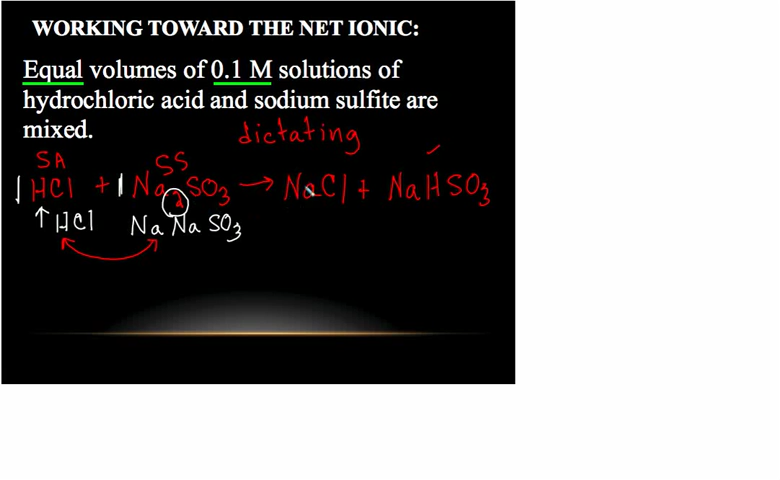 WORKING TOWARD THE NET IONIC:
Equal volumes of 0.1 M solutions of
hydrochloric acid and sodium sulfite are
mixed.
dictating
SA SS
1 HCl + 1 Na2SO3 → NaCl + NaHSO3
↑ HCl Na Na SO3